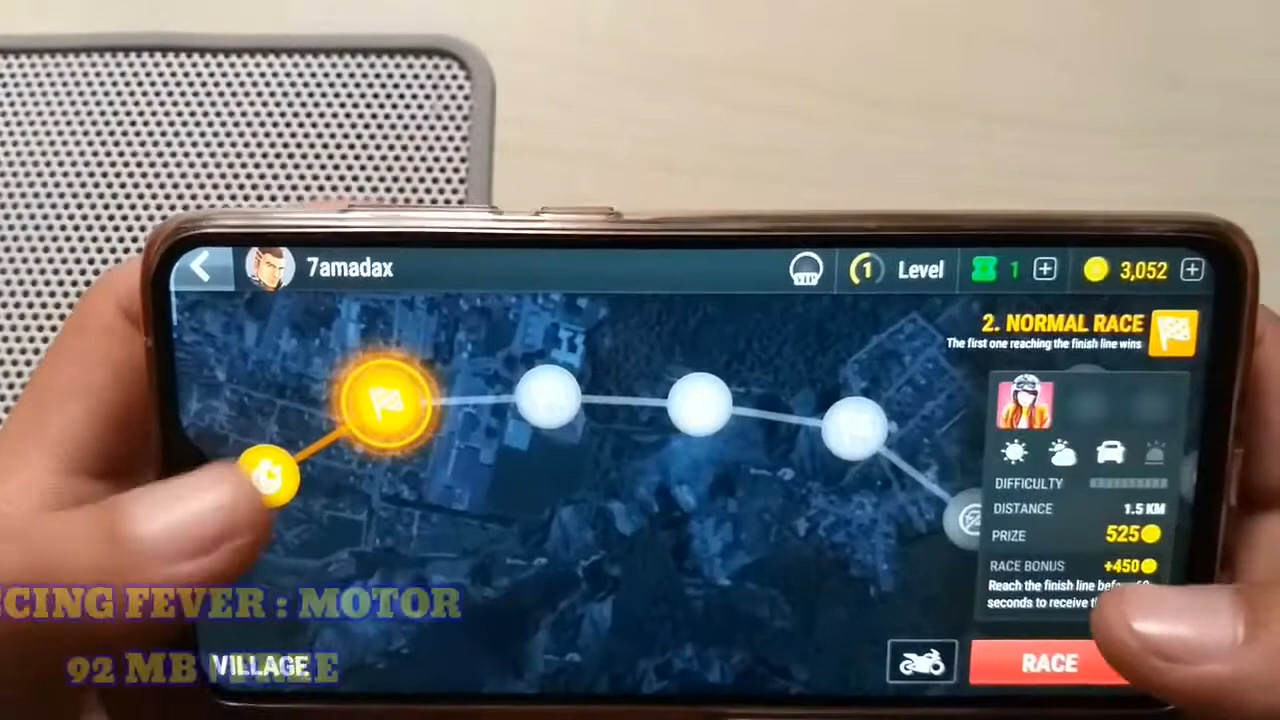 7amadax
VIP
1 Level
1
3,052
2. NORMAL RACE
The first one reaching the finish line wins
DIFFICULTY
DISTANCE 1.5 KM
PRIZE 525
RACE BONUS +450
Reach the finish line
seconds to receive
CING FEVER : MOTOR
92 MB
VILLAGE
RACE